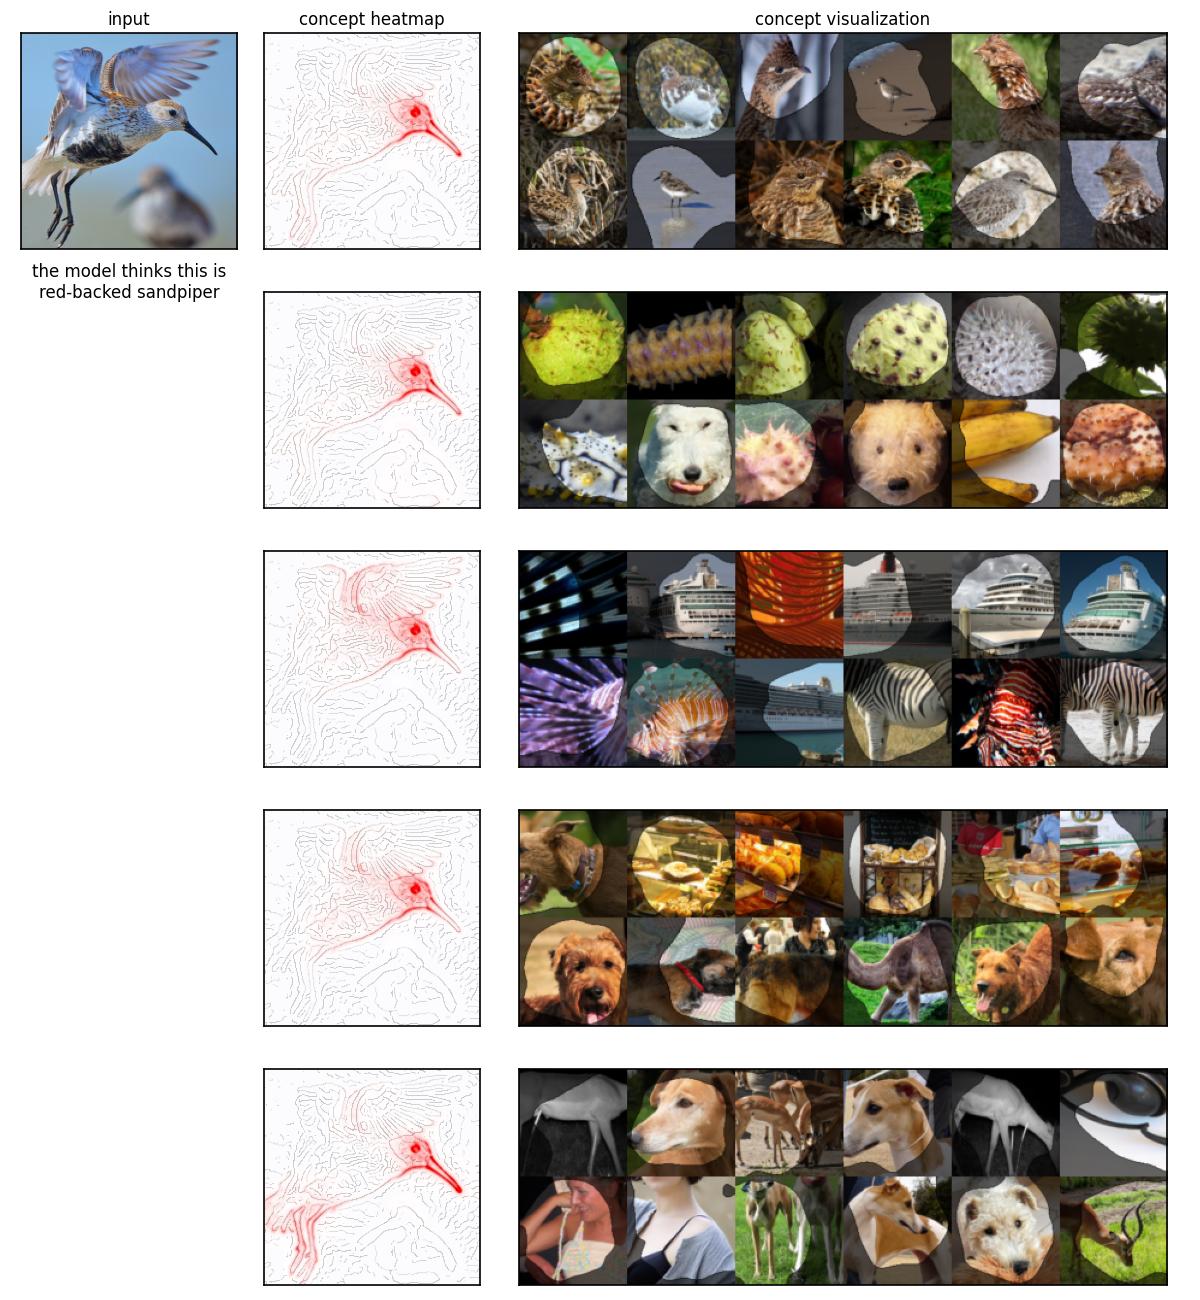 input
concept heatmap
concept visualization
the model thinks this is
red-backed sandpiper